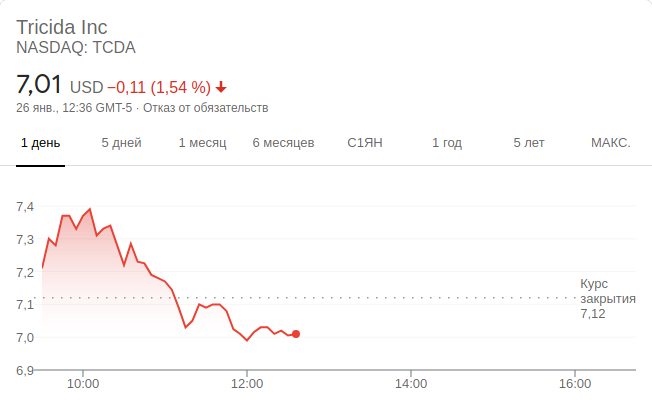 Tricida Inc
NASDAQ: TCDA
7,01 USD −0,11 (1,54 %)
26 янв., 12:36 GMT-5 · Отказ от обязательств
1 день 5 дней 1 месяц 6 месяцев С1ЯН 1 год 5 лет МАКС.
7,4
7,3
7,2
7,1
7,0
6,9
Курс
закрытия
7,12
10:00 12:00 14:00 16:00